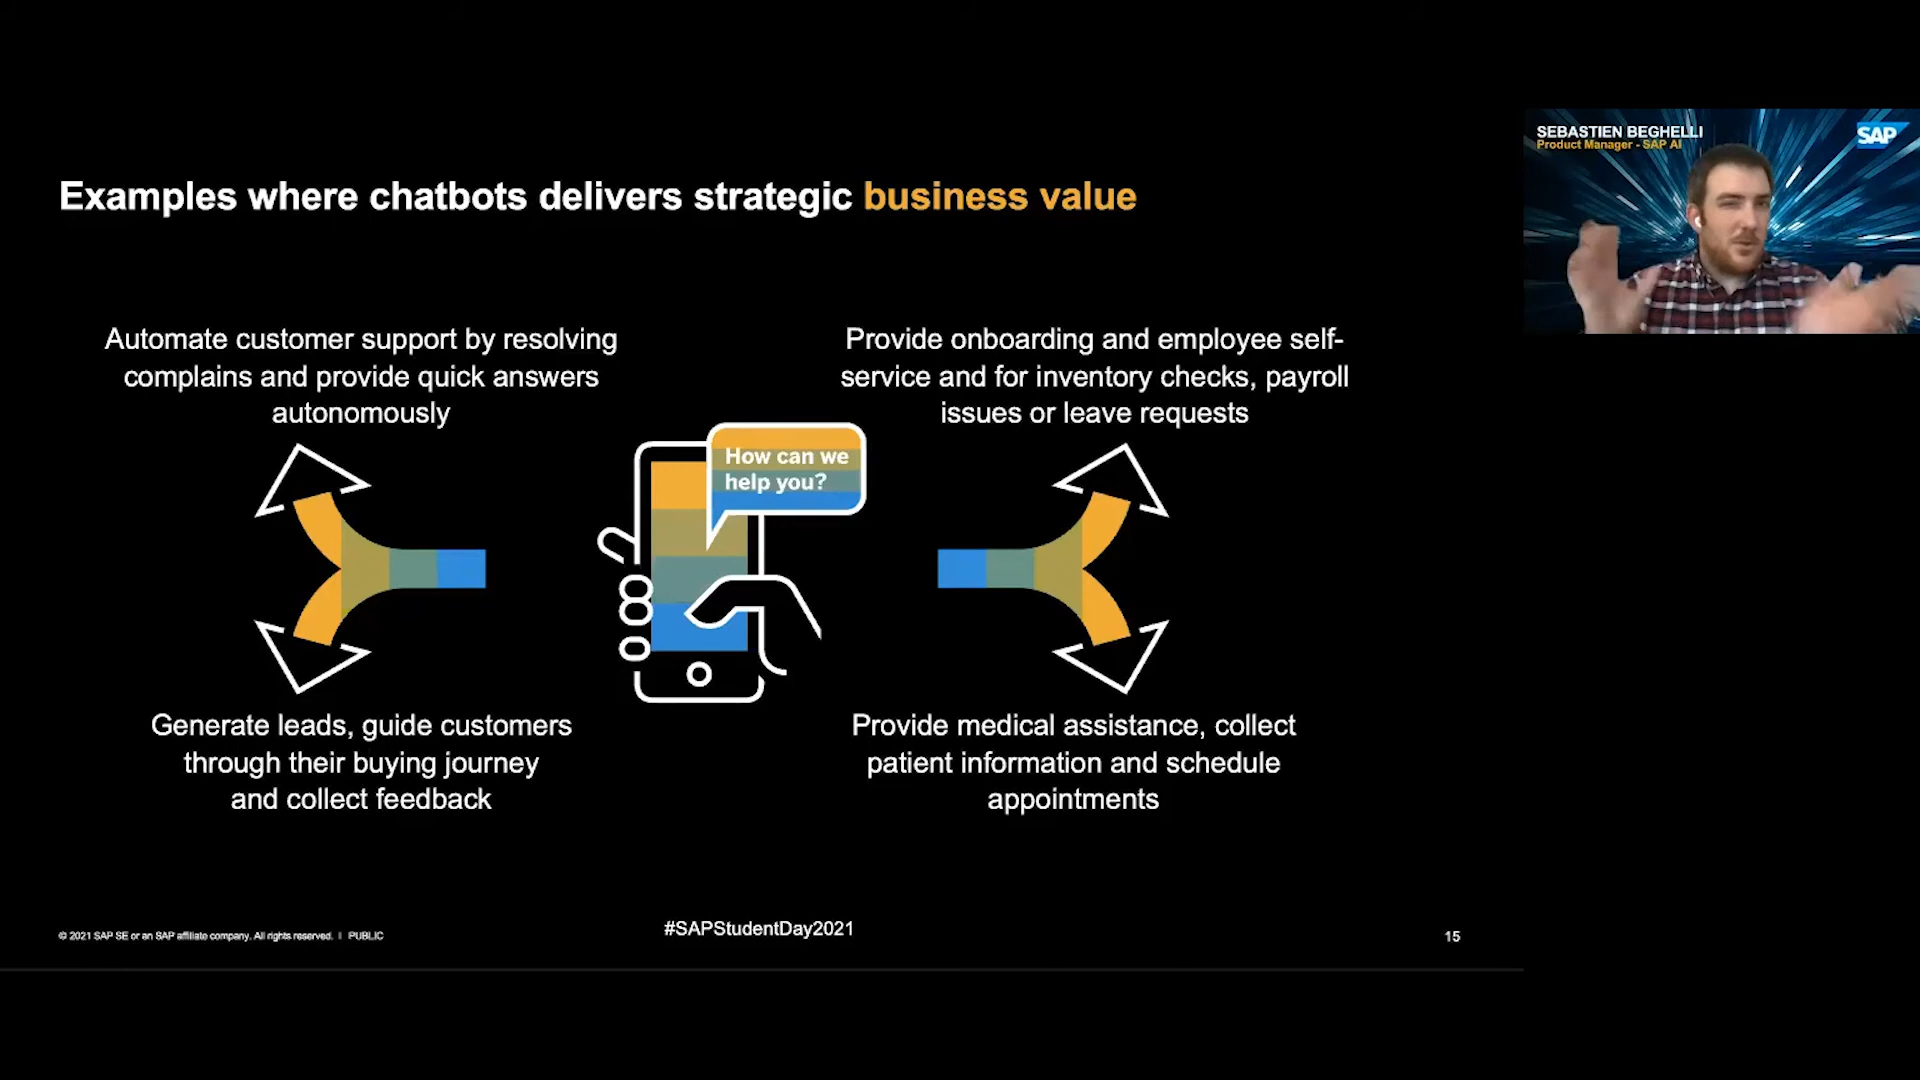 SEBASTIEN BEGHELLI
Product Manager - SAP AI
SAP
Examples where chatbots delivers strategic business value
Automate customer support by resolving
complains and provide quick answers
autonomously
Provide onboarding and employee self-
service and for inventory checks, payroll
issues or leave requests
How can we
help you?
Generate leads, guide customers
through their buying journey
and collect feedback
Provide medical assistance, collect
patient information and schedule
appointments
© 2021 SAP SE or an SAP affiliate company. All rights reserved. | PUBLIC
#SAPStudentDay2021
15